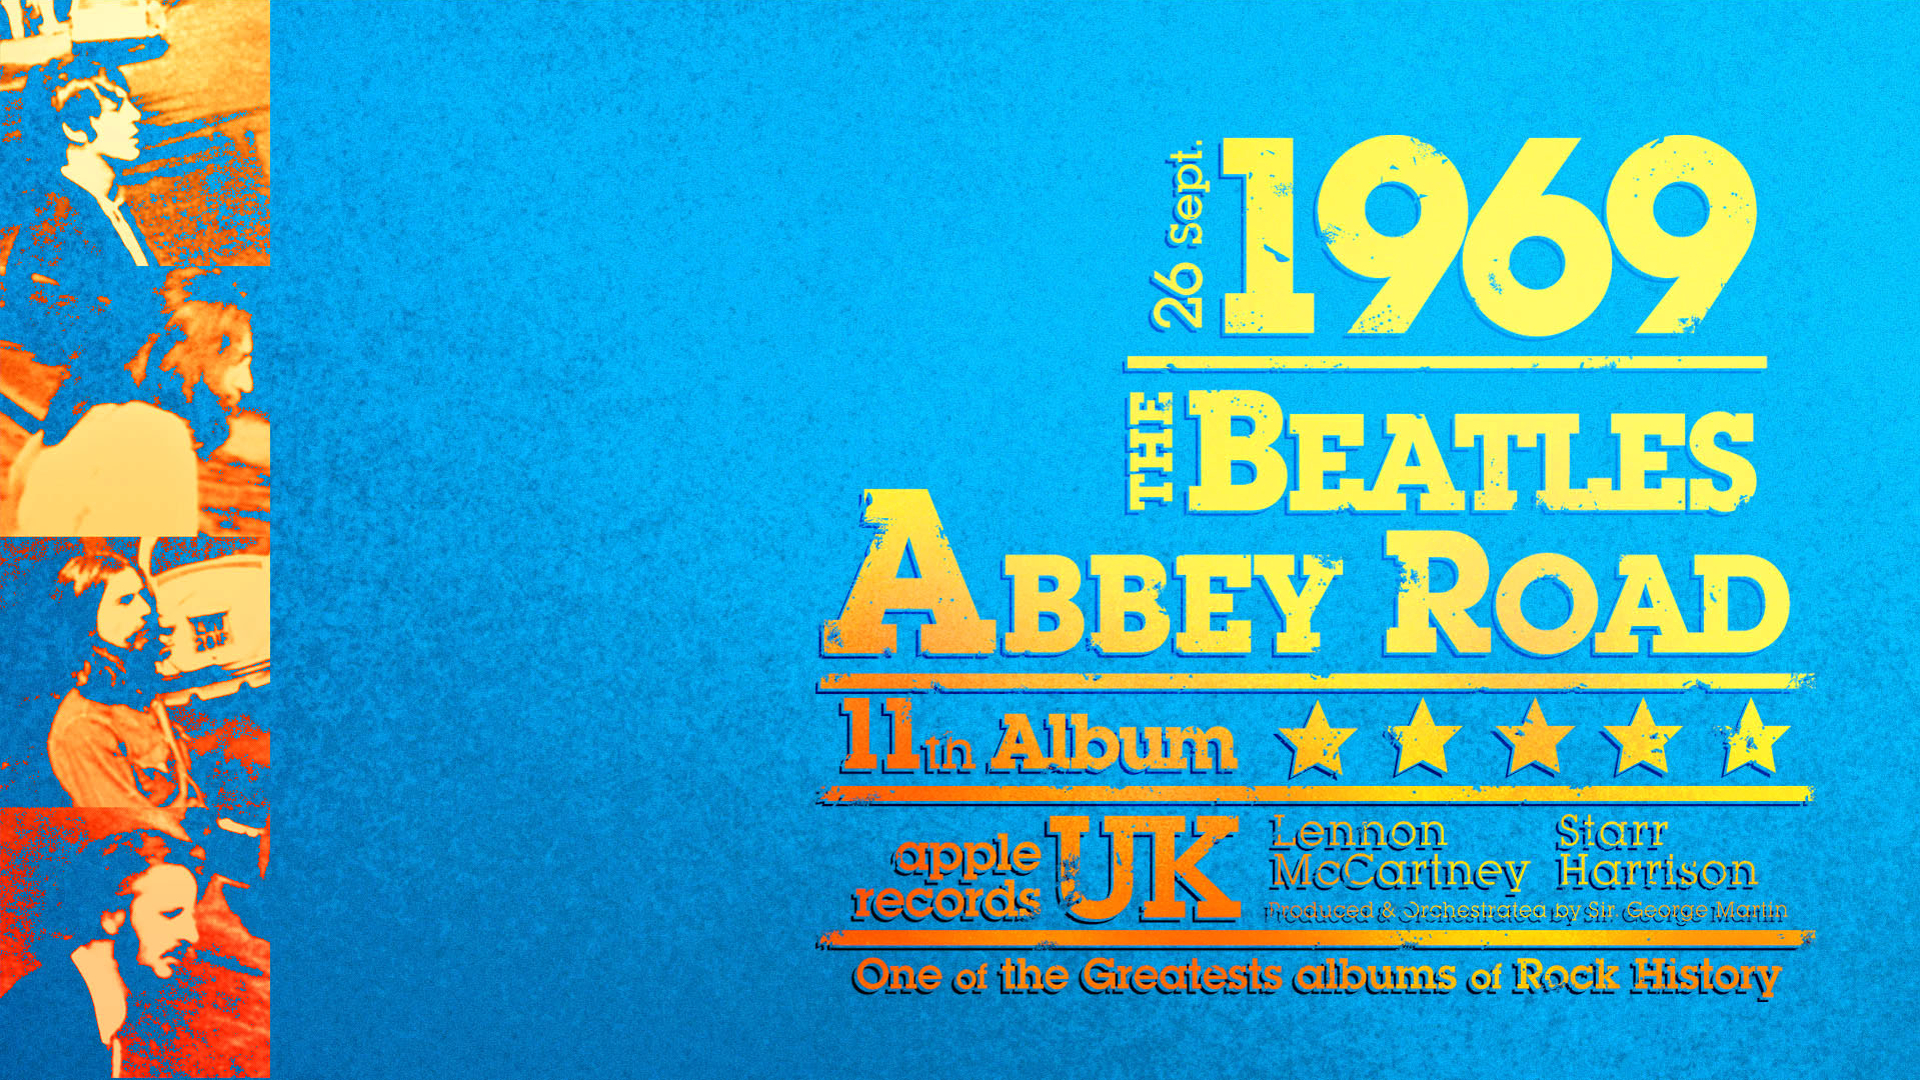 26 Sept. 1969
THE BEATLES
ABBEY ROAD
11th Album
apple records UK
Lennon Starr
McCartney Harrison
Produced & Orchestrated by Sir George Martin
One of the Greatests albums of Rock History